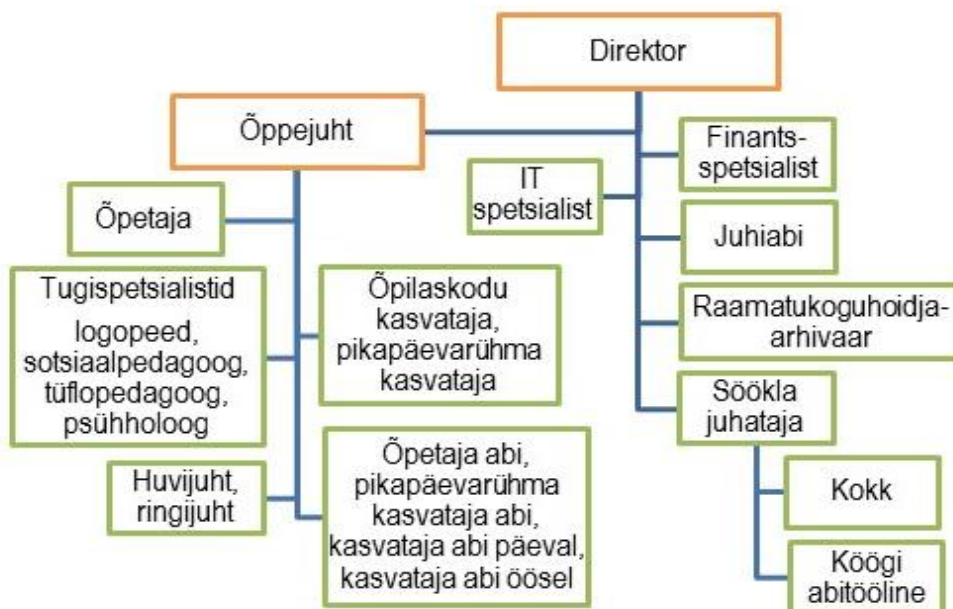 Direktor
Õppejuht
Finants-
spetsialist
IT
spetsialist
Õpetaja
Juhiabi
Tugispetsialistid
logopeed,
sotsiaalpedagoog,
tüflopedagoog,
psühholoog
Õpilaskodu
kasvataja,
pikapäevarühma
kasvataja
Raamatukoguhoidja-
arhivaar
Söökla
juhataja
Huvijuht,
ringijuht
Õpetaja abi,
pikapäevarühma
kasvataja abi,
kasvataja abi päeval,
kasvataja abi öösel
Kokk
Köögi
abitööline